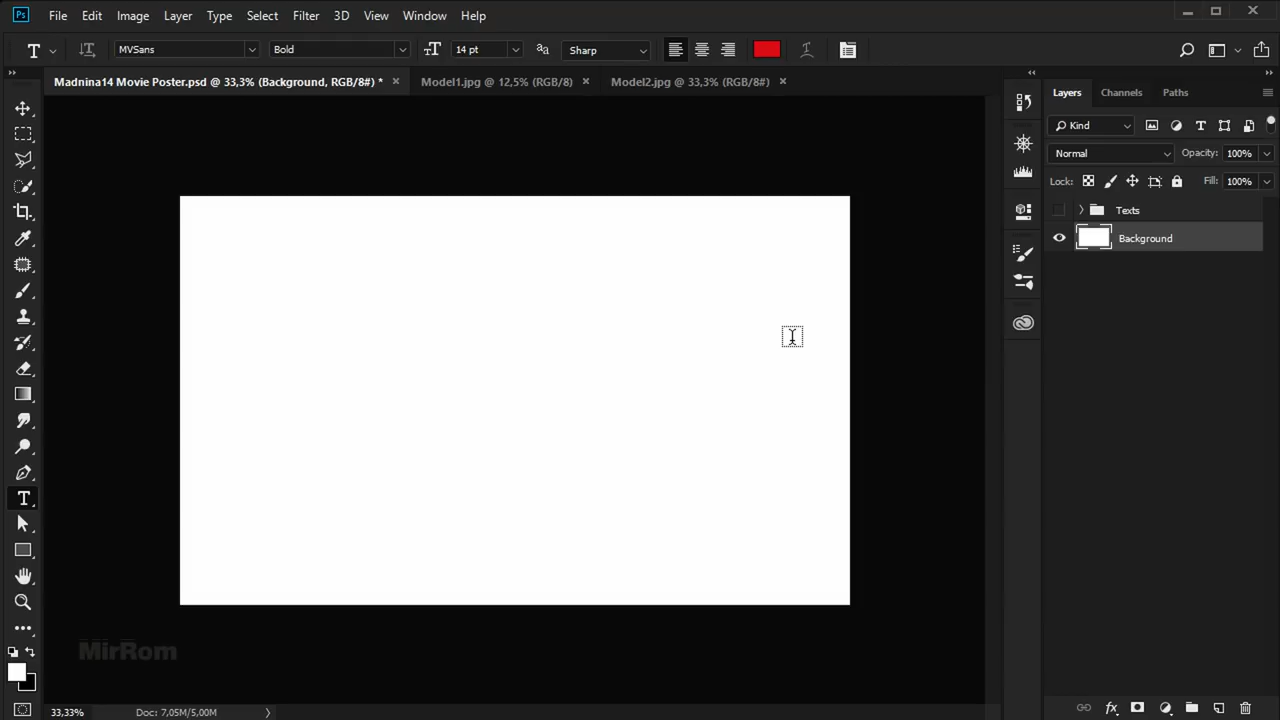 Ps File Edit Image Layer Type Select Filter 3D View Window Help
T MVSans Bold 14 pt Sharp
Madnina14 Movie Poster.psd @ 33,3% (Background, RGB/8#) * Model1.jpg @ 12,5% (RGB/8) Model2.jpg @ 33,3% (RGB/8#)
Layers Channels Paths
Kind
Normal Opacity: 100%
Lock: Fill: 100%
Texts
Background
MirRom
33,33% Doc: 7,05M/5,00M